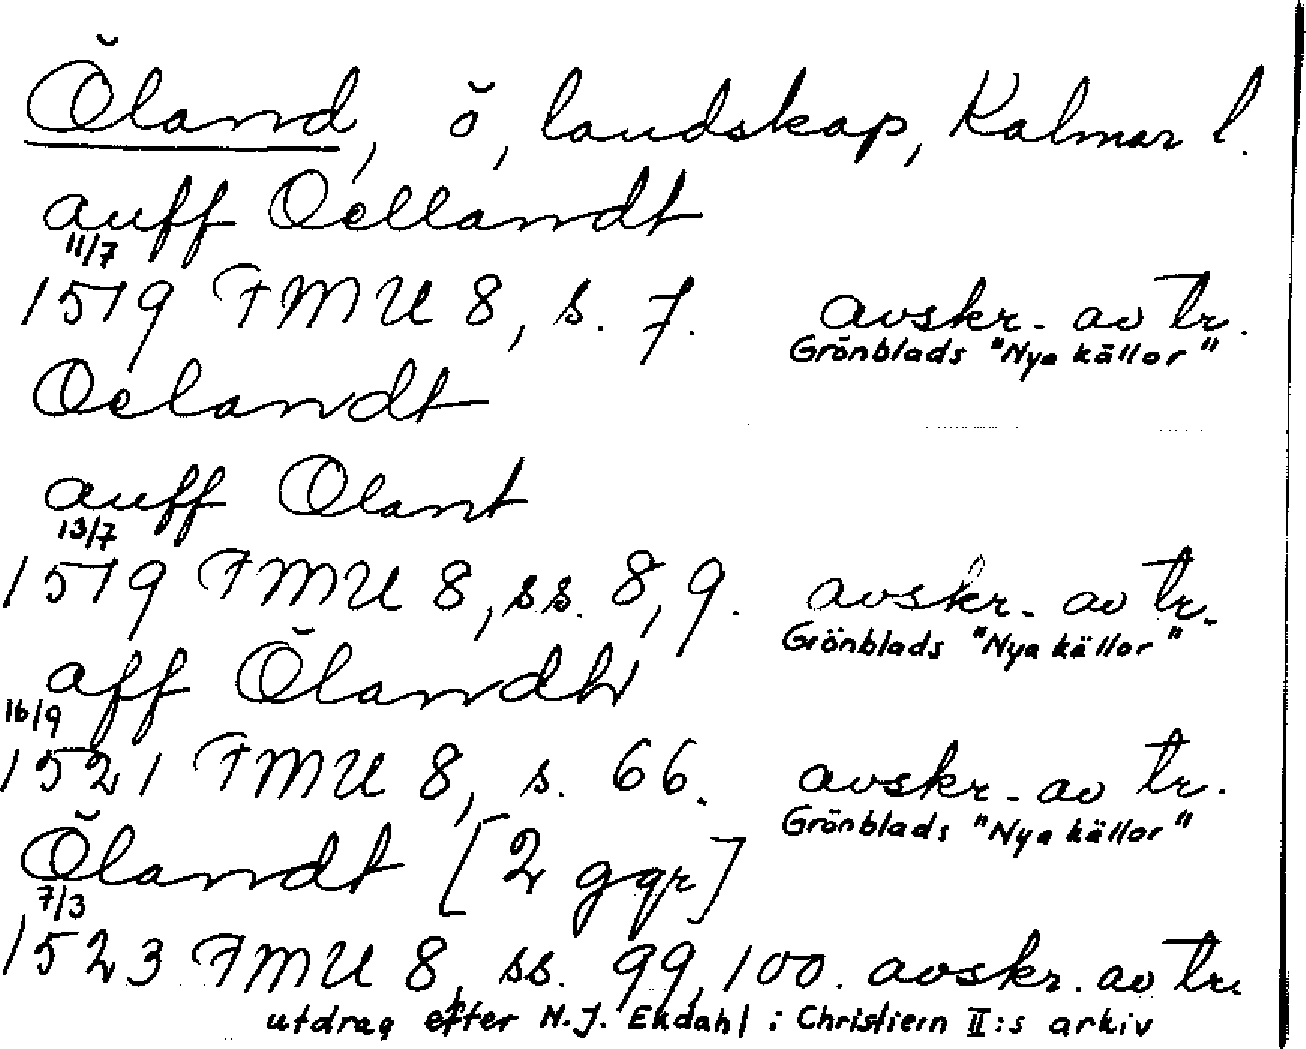 Öland, ö, landskap, Kalmar l.
auff Oellandt
11/7
1519 FMU 8, s. 7. avskr. av tr.
Grönblads "Nya källor"
Oelandt
auff Olant
13/7
1519 FMU 8, ss. 8, 9. avskr. av tr.
Grönblads "Nya källor"
aff Ölandh
16/9
1521 FMU 8, s. 66. avskr. av tr.
Grönblads "Nya källor"
Ölandt [2 ggr]
7/3
1523 FMU 8, ss. 99, 100. avskr. av tr.
utdrag efter N.J. Ekdahl: Christiern II:s arkiv